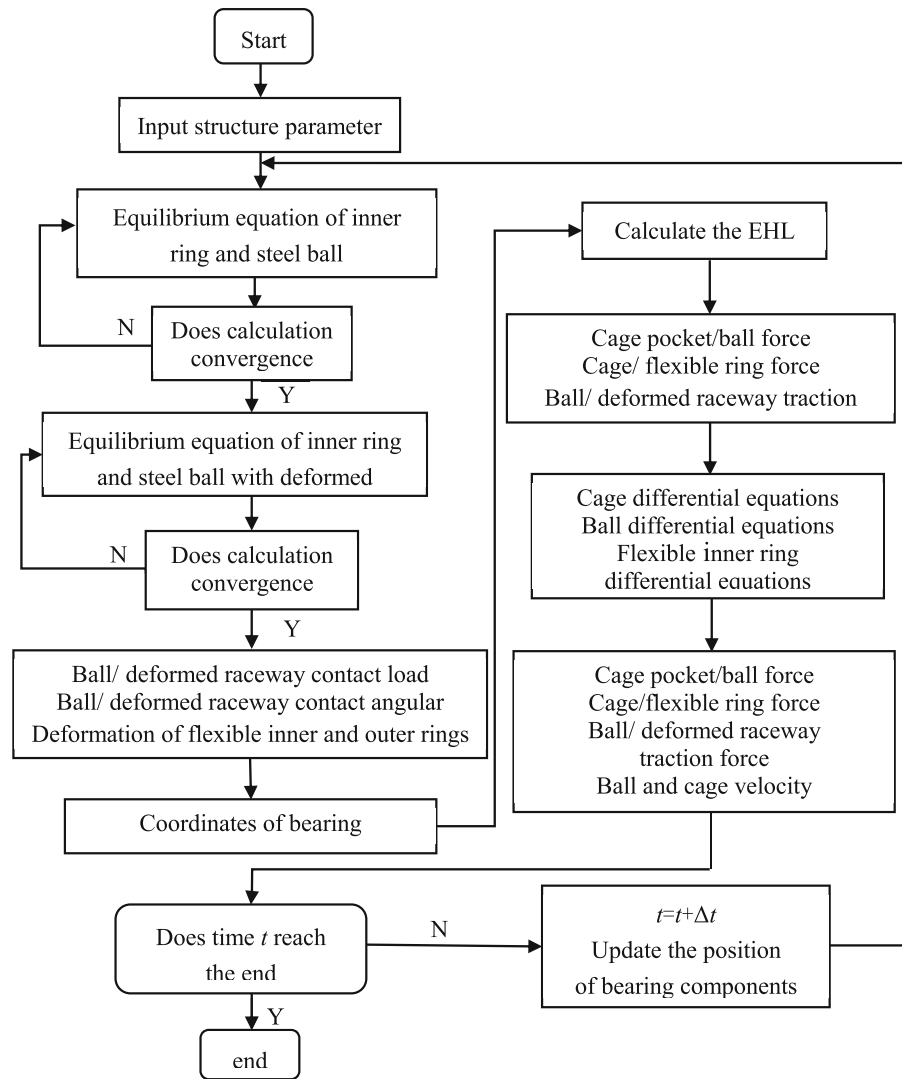 Start
Input structure parameter
Equilibrium equation of inner
ring and steel ball
N
Does calculation
convergence
Y
Equilibrium equation of inner ring
and steel ball with deformed
N
Does calculation
convergence
Y
Ball/ deformed raceway contact load
Ball/ deformed raceway contact angular
Deformation of flexible inner and outer rings
Coordinates of bearing
Calculate the EHL
Cage pocket/ball force
Cage/ flexible ring force
Ball/ deformed raceway traction
Cage differential equations
Ball differential equations
Flexible inner ring
differential equations
Cage pocket/ball force
Cage/flexible ring force
Ball/ deformed raceway
traction force
Ball and cage velocity
Does time t reach
the end
N
t=t+Δt
Update the position
of bearing components
Y
end